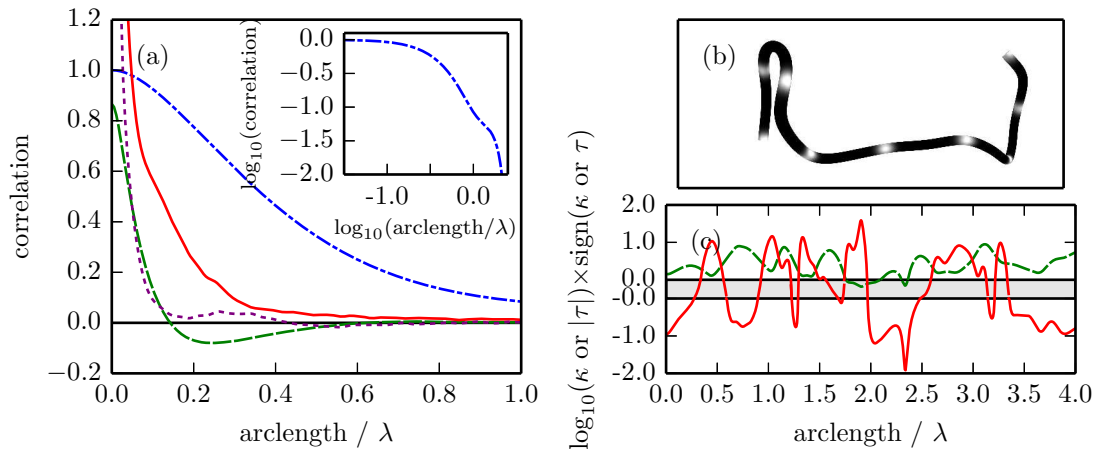 1.2
1.0
0.8
0.6
0.4
0.2
0.0
−0.2
correlation
(a)
0.0 0.2 0.4 0.6 0.8 1.0
arclength / λ
0.0
−0.5
−1.0
−1.5
−2.0
log₁₀(correlation)
-1.0 0.0
log₁₀(arclength/λ)
(b)
2.0
1.0
0.0
-0.0
-1.0
-2.0
log₁₀(κ or |τ|)×sign(κ or τ)
(c)
0.0 0.5 1.0 1.5 2.0 2.5 3.0 3.5 4.0
arclength / λ